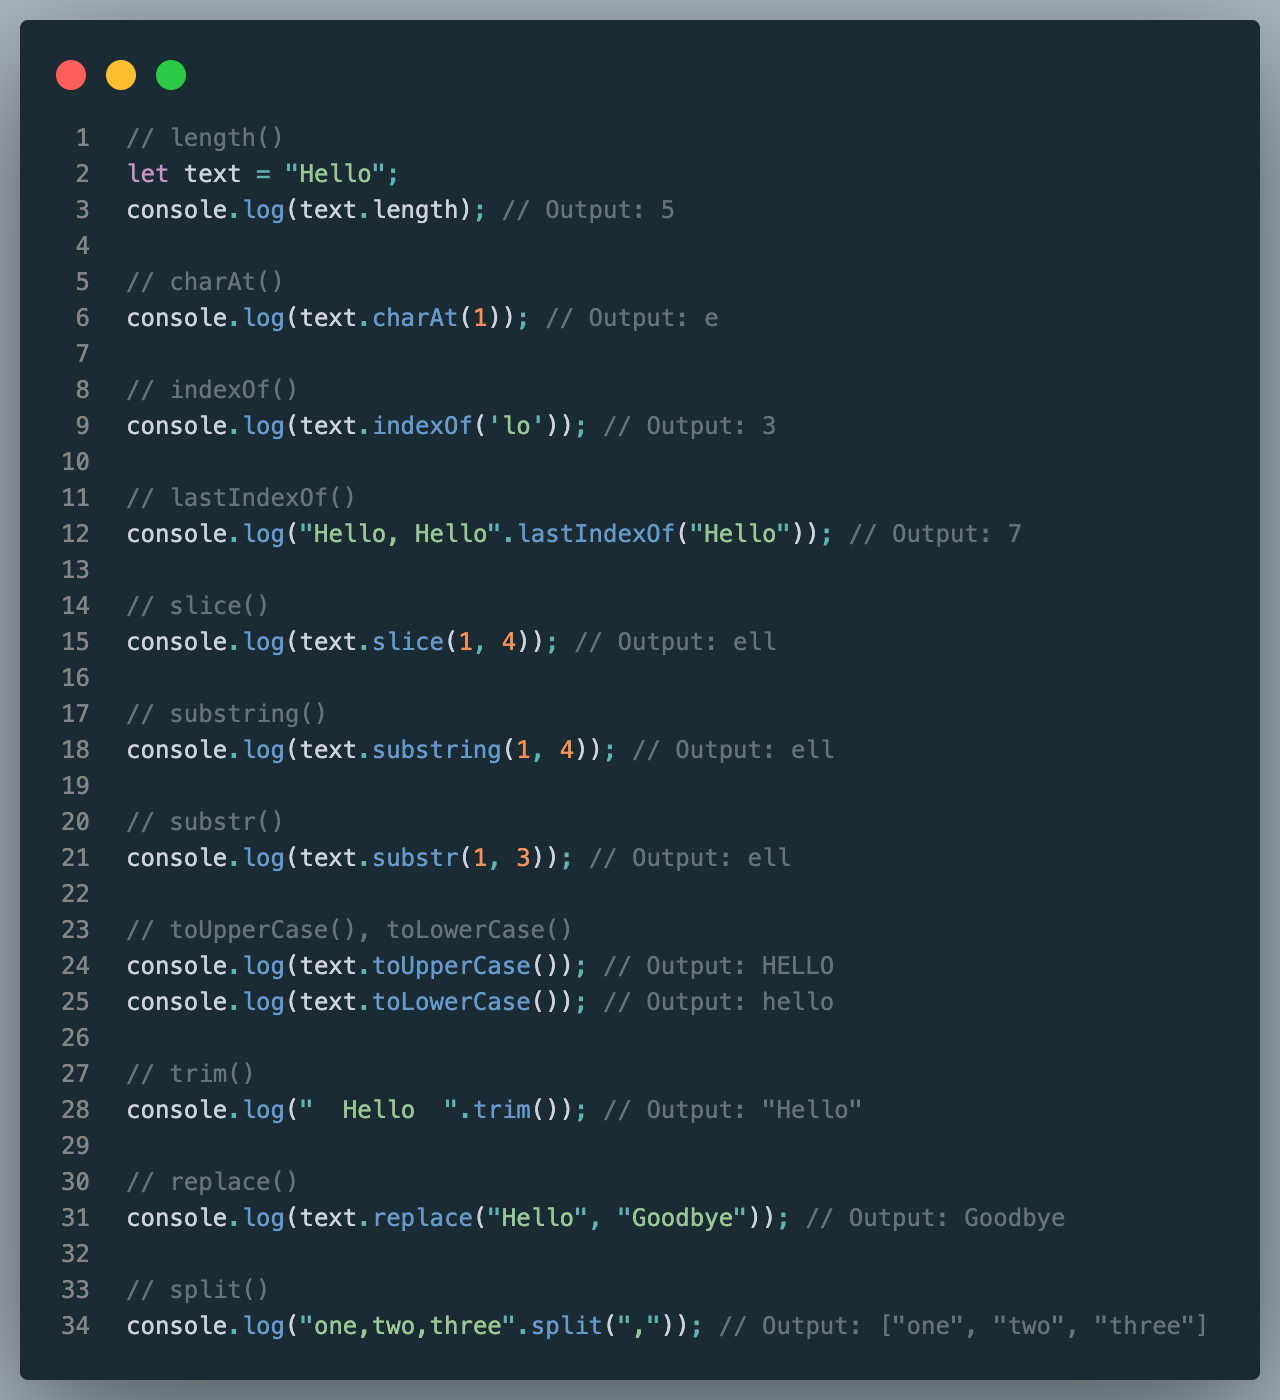 1 // length()
2 let text = "Hello";
3 console.log(text.length); // Output: 5
4
5 // charAt()
6 console.log(text.charAt(1)); // Output: e
7
8 // indexOf()
9 console.log(text.indexOf('lo')); // Output: 3
10
11 // lastIndexOf()
12 console.log("Hello, Hello".lastIndexOf("Hello")); // Output: 7
13
14 // slice()
15 console.log(text.slice(1, 4)); // Output: ell
16
17 // substring()
18 console.log(text.substring(1, 4)); // Output: ell
19
20 // substr()
21 console.log(text.substr(1, 3)); // Output: ell
22
23 // toUpperCase(), toLowerCase()
24 console.log(text.toUpperCase()); // Output: HELLO
25 console.log(text.toLowerCase()); // Output: hello
26
27 // trim()
28 console.log("  Hello  ".trim()); // Output: "Hello"
29
30 // replace()
31 console.log(text.replace("Hello", "Goodbye")); // Output: Goodbye
32
33 // split()
34 console.log("one,two,three".split(",")); // Output: ["one", "two", "three"]